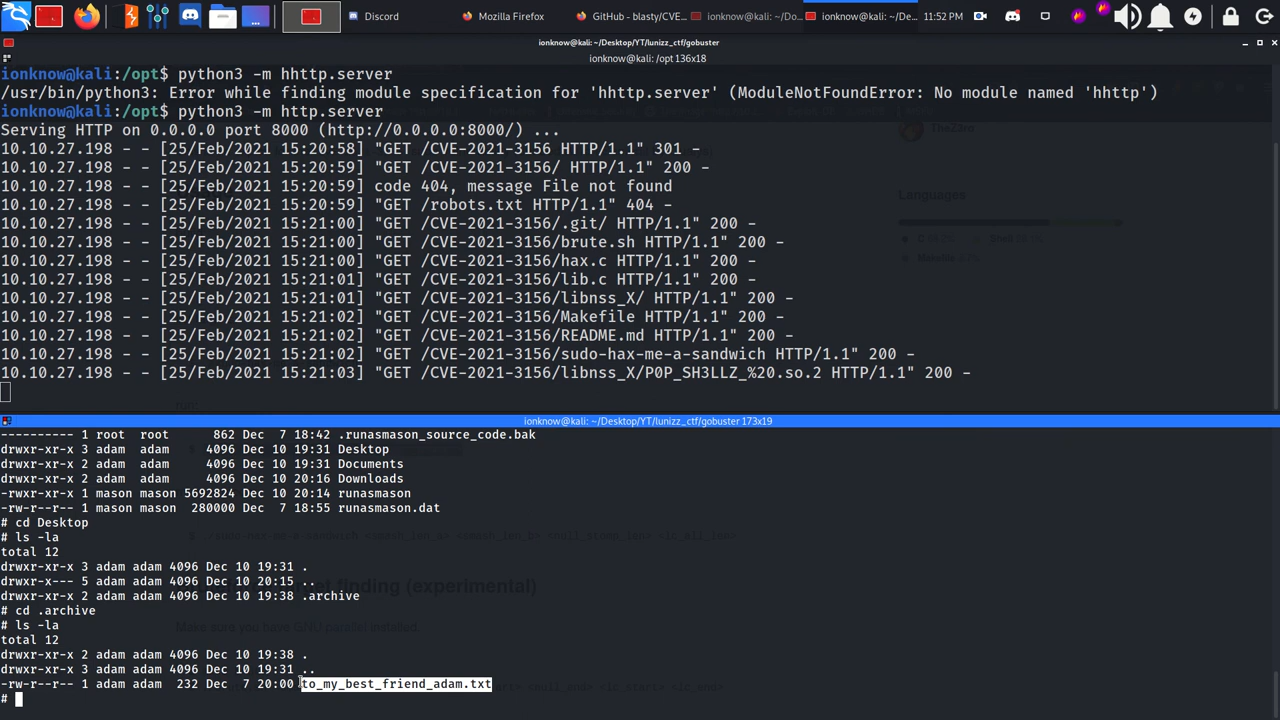 Discord
Mozilla Firefox
GitHub - blasty/CVE...
ionknow@kali: ~/Do...
ionknow@kali: ~/De...
11:52 PM
ionknow@kali: ~/Desktop/YT/lunizz_ctf/gobuster
ionknow@kali: /opt 136x18
ionknow@kali:/opt$ python3 -m hhttp.server
/usr/bin/python3: Error while finding module specification for 'hhttp.server' (ModuleNotFoundError: No module named 'hhttp')
ionknow@kali:/opt$ python3 -m http.server
Serving HTTP on 0.0.0.0 port 8000 (http://0.0.0.0:8000/) ...
10.10.27.198 - - [25/Feb/2021 15:20:58] "GET /CVE-2021-3156 HTTP/1.1" 301 -
10.10.27.198 - - [25/Feb/2021 15:20:59] "GET /CVE-2021-3156/ HTTP/1.1" 200 -
10.10.27.198 - - [25/Feb/2021 15:20:59] code 404, message File not found
10.10.27.198 - - [25/Feb/2021 15:20:59] "GET /robots.txt HTTP/1.1" 404 -
10.10.27.198 - - [25/Feb/2021 15:21:00] "GET /CVE-2021-3156/.git/ HTTP/1.1" 200 -
10.10.27.198 - - [25/Feb/2021 15:21:00] "GET /CVE-2021-3156/brute.sh HTTP/1.1" 200 -
10.10.27.198 - - [25/Feb/2021 15:21:00] "GET /CVE-2021-3156/hax.c HTTP/1.1" 200 -
10.10.27.198 - - [25/Feb/2021 15:21:01] "GET /CVE-2021-3156/lib.c HTTP/1.1" 200 -
10.10.27.198 - - [25/Feb/2021 15:21:01] "GET /CVE-2021-3156/libnss_X/ HTTP/1.1" 200 -
10.10.27.198 - - [25/Feb/2021 15:21:02] "GET /CVE-2021-3156/Makefile HTTP/1.1" 200 -
10.10.27.198 - - [25/Feb/2021 15:21:02] "GET /CVE-2021-3156/README.md HTTP/1.1" 200 -
10.10.27.198 - - [25/Feb/2021 15:21:02] "GET /CVE-2021-3156/sudo-hax-me-a-sandwich HTTP/1.1" 200 -
10.10.27.198 - - [25/Feb/2021 15:21:03] "GET /CVE-2021-3156/libnss_X/P0P_SH3LLZ_%20.so.2 HTTP/1.1" 200 -
Languages
run:
ionknow@kali: ~/Desktop/YT/lunizz_ctf/gobuster 173x19
---------- 1 root  root      862 Dec  7 18:42 .runasmason_source_code.bak
drwxr-xr-x 3 adam  adam     4096 Dec 10 19:31 Desktop
drwxr-xr-x 2 adam  adam     4096 Dec 10 19:31 Documents
drwxr-xr-x 2 adam  adam     4096 Dec 10 20:16 Downloads
-rwxr-xr-x 1 mason mason 5692824 Dec 10 20:14 runasmason
-rw-r--r-- 1 mason mason  280000 Dec  7 18:55 runasmason.dat
# cd Desktop
# ls -la
total 12
drwxr-xr-x 3 adam adam 4096 Dec 10 19:31 .
drwxr-x--- 5 adam adam 4096 Dec 10 20:15 ..
drwxr-xr-x 2 adam adam 4096 Dec 10 19:38 .archive
finding (experimental)
# cd .archive
# ls -la
Make sure you have GNU parallel installed.
total 12
drwxr-xr-x 2 adam adam 4096 Dec 10 19:38 .
drwxr-xr-x 3 adam adam 4096 Dec 10 19:31 ..
-rw-r--r-- 1 adam adam  232 Dec  7 20:00 to_my_best_friend_adam.txt
#